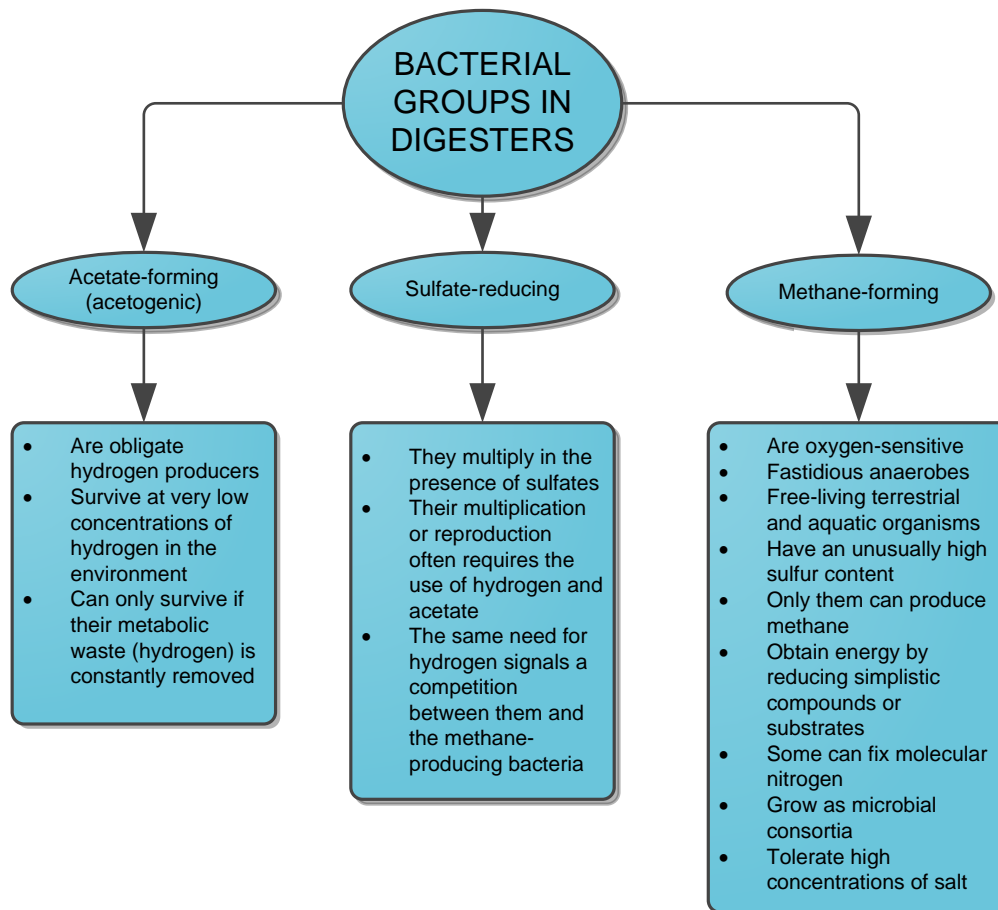 BACTERIAL
GROUPS IN
DIGESTERS
Acetate-forming
(acetogenic)
Sulfate-reducing
Methane-forming
• Are obligate
hydrogen producers
• Survive at very low
concentrations of
hydrogen in the
environment
• Can only survive if
their metabolic
waste (hydrogen) is
constantly removed
• They multiply in the
presence of sulfates
• Their multiplication
or reproduction
often requires the
use of hydrogen and
acetate
• The same need for
hydrogen signals a
competition
between them and
the methane-
producing bacteria
• Are oxygen-sensitive
• Fastidious anaerobes
• Free-living terrestrial
and aquatic organisms
• Have an unusually high
sulfur content
• Only them can produce
methane
• Obtain energy by
reducing simplistic
compounds or
substrates
• Some can fix molecular
nitrogen
• Grow as microbial
consortia
• Tolerate high
concentrations of salt